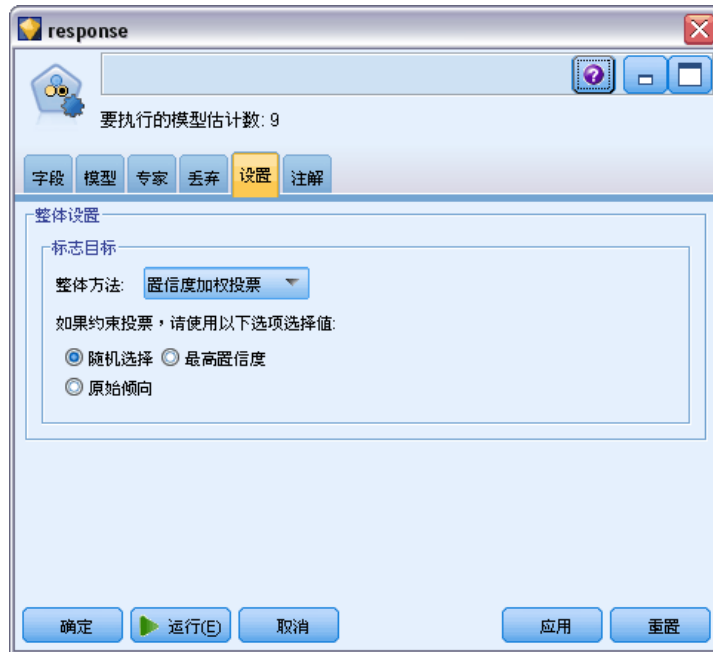 response
要执行的模型估计数: 9
字段 模型 专家 丢弃 设置 注解
整体设置
标志目标
整体方法: 置信度加权投票
如果约束投票，请使用以下选项选择值:
随机选择 最高置信度
原始倾向
确定 运行(E) 取消 应用 重置